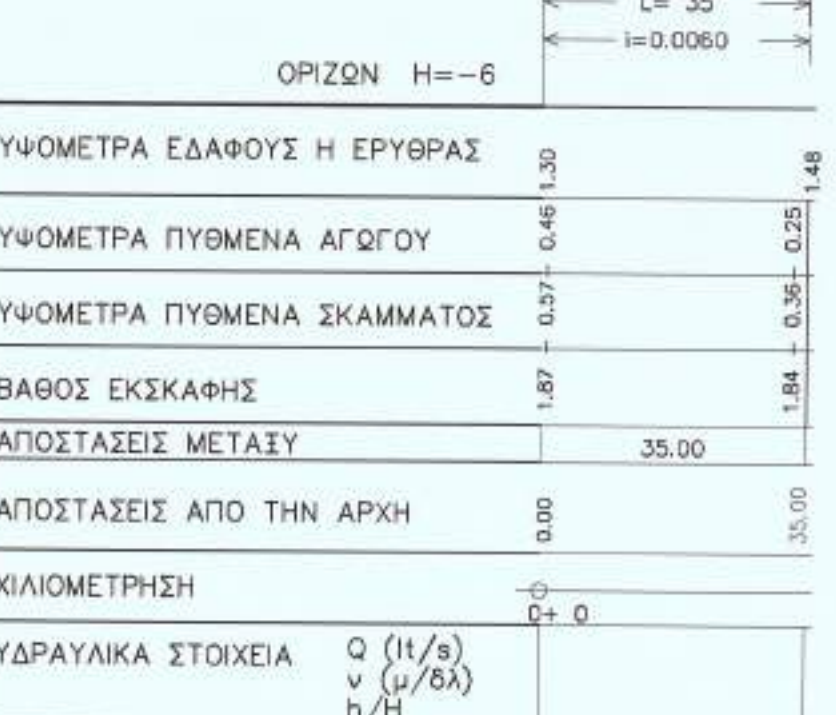 L= 35
i=0.0060
ΟΡΙΖΩΝ H=-6
ΥΨΟΜΕΤΡΑ ΕΔΑΦΟΥΣ Η ΕΡΥΘΡΑΣ 1.30 1.48
ΥΨΟΜΕΤΡΑ ΠΥΘΜΕΝΑ ΑΓΩΓΟΥ - 0.46 - 0.25
ΥΨΟΜΕΤΡΑ ΠΥΘΜΕΝΑ ΣΚΑΜΜΑΤΟΣ - 0.57 - 0.36
ΒΑΘΟΣ ΕΚΣΚΑΦΗΣ 1.87 1.84
ΑΠΟΣΤΑΣΕΙΣ ΜΕΤΑΞΥ 35.00
ΑΠΟΣΤΑΣΕΙΣ ΑΠΟ ΤΗΝ ΑΡΧΗ 0.00 35.00
ΧΙΛΙΟΜΕΤΡΗΣΗ
0+ 0
ΥΔΡΑΥΛΙΚΑ ΣΤΟΙΧΕΙΑ Q (lt/s)
v (μ/δλ)
h/H